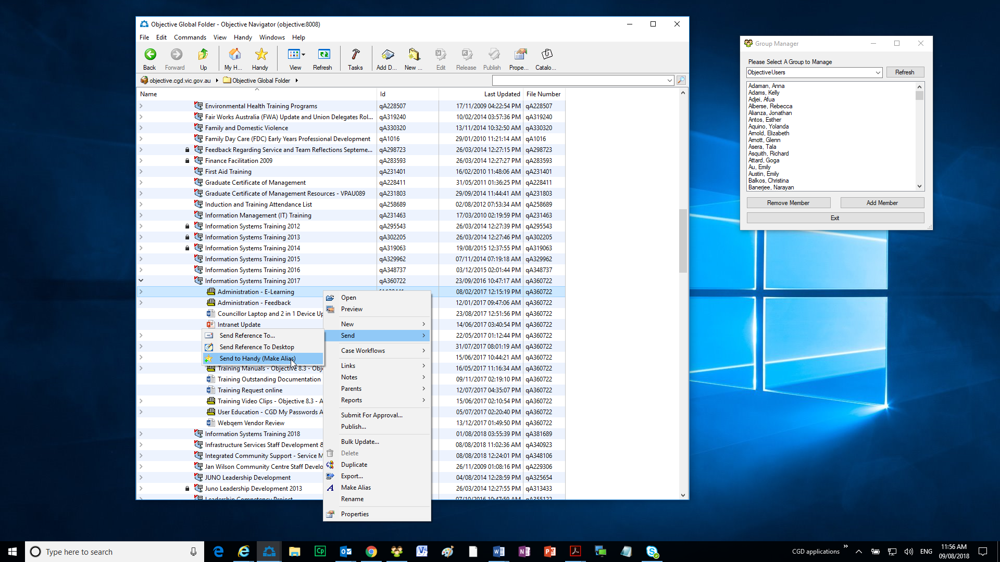 Objective Global Folder - Objective Navigator (objective:8008)
File Edit Commands View Handy Windows Help
Back Forward Up My H... Handy View Refresh Tasks Add D... New ... Edit Release Publish Prope... Catalo...
objective.cgd.vic.gov.au Objective Global Folder
Name Id Last Updated File Number
Environmental Health Training Programs qA228507 17/11/2009 04:22:54 PM qA228507
Fair Works Australia (FWA) Update and Union Delegates Rol... qA319240 10/02/2014 03:57:36 PM qA319240
Family and Domestic Violence qA330320 13/11/2014 10:32:50 AM qA330320
Family Day Care (FDC) Early Years Professional Development qA1016 29/01/2010 11:21:14 AM qA1016
Feedback Regarding Service and Team Reflections Septeme... qA298723 26/03/2014 12:27:15 PM qA298723
Finance Facilitation 2009 qA283593 26/03/2014 12:27:27 PM qA283593
First Aid Training qA231401 16/02/2010 11:48:06 AM qA231401
Graduate Certificate of Management qA228411 31/05/2011 01:36:25 PM qA228411
Graduate Certificate of Management Resources - VPAU089 qA231803 29/09/2014 11:44:41 AM qA231803
Induction and Training Attendance List qA258689 02/08/2012 07:53:34 AM qA258689
Information Management (IT) Training qA231463 17/03/2010 02:19:59 PM qA231463
Information Systems Training 2012 qA295543 26/03/2014 12:27:39 PM qA295543
Information Systems Training 2013 qA302205 26/03/2014 12:27:46 PM qA302205
Information Systems Training 2014 qA319063 19/08/2015 12:37:55 PM qA319063
Information Systems Training 2015 qA329962 07/11/2014 07:19:18 AM qA329962
Information Systems Training 2016 qA348737 03/12/2015 02:01:44 PM qA348737
Information Systems Training 2017 qA360722 23/09/2016 10:47:17 AM qA360722
Administration - E-Learning 08/02/2017 12:15:19 PM qA360722
Administration - Feedback 12/01/2017 09:47:06 AM qA360722
Councillor Laptop and 2 in 1 Device Up 23/08/2017 12:51:56 PM qA360722
Intranet Update 14/06/2017 03:40:54 PM qA360722
22/05/2017 01:12:44 PM qA360722
31/07/2017 08:01:19 AM qA360722
15/06/2017 10:44:21 AM qA360722
Training Manuals - Objective 8.3 - Obj 16/05/2017 11:16:34 AM qA360722
Training Outstanding Documentation 09/11/2017 02:19:10 PM qA360722
Training Request online 12/07/2017 04:35:07 PM qA360722
Training Video Clips - Objective 8.3 - A 15/06/2017 02:10:54 PM qA360722
User Education - CGD My Passwords A 05/07/2017 02:20:40 PM qA360722
Webqem Vendor Review 13/12/2017 01:49:50 PM qA360722
Information Systems Training 2018 01/08/2018 03:55:39 PM qA381689
Infrastructure Services Staff Development & 08/08/2018 11:02:36 AM qA340923
Integrated Community Support - Service M 08/08/2018 12:24:01 PM qA348106
Jan Wilson Community Centre Staff Develo 26/11/2009 01:08:16 PM qA229306
JUNO Leadership Development 04/08/2014 12:28:59 PM qA325654
Juno Leadership Development 2013 26/03/2014 12:27:55 PM qA313433
Leadership Competency Project 07/10/2016 10:47:59 AM qA355122
Open
Preview
New
Send
Case Workflows
Links
Notes
Parents
Reports
Submit For Approval...
Publish...
Bulk Update...
Delete
Duplicate
Export...
Make Alias
Rename
Properties
Send Reference To...
Send Reference To Desktop
Send to Handy (Make Alias)
Group Manager
Please Select A Group to Manage
ObjectiveUsers Refresh
Adaman, Anna
Adams, Kelly
Adjei, Afua
Alberse, Rebecca
Alianza, Jonathan
Antos, Esther
Aquino, Yolanda
Arnold, Elizabeth
Arnott, Glenn
Asera, Tala
Asquith, Richard
Attard, Goga
Au, Emily
Austin, Emily
Balkos, Christina
Banerjee, Narayan
Remove Member Add Member
Exit
Type here to search
CGD applications ENG
11:56 AM
09/08/2018